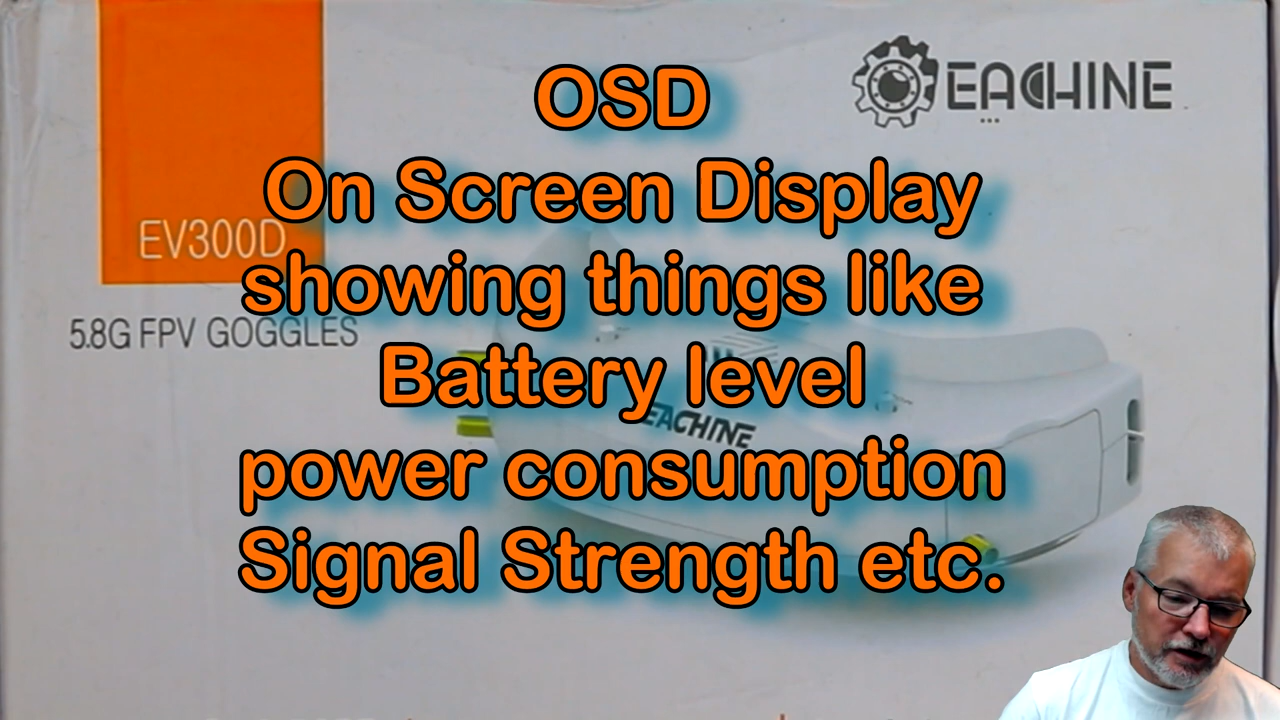 OSD
EACHINE
On Screen Display
EV300D
showing things like
5.8G FPV GOGGLES
Battery level
EACHINE
power consumption
Signal Strength etc.